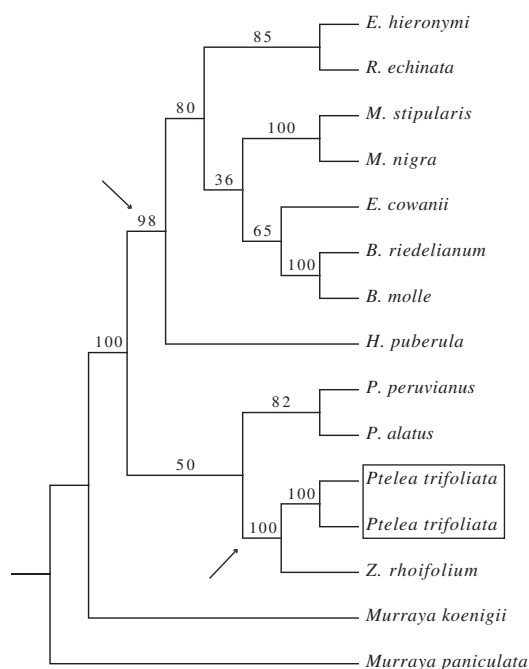 E. hieronymi
85
R. echinata
80
M. stipularis
100
M. nigra
36
E. cowanii
98
65
B. riedelianum
100
B. molle
100
H. puberula
P. peruvianus
82
P. alatus
50
Ptelea trifoliata
100
Ptelea trifoliata
100
Z. rhoifolium
Murraya koenigii
Murraya paniculata